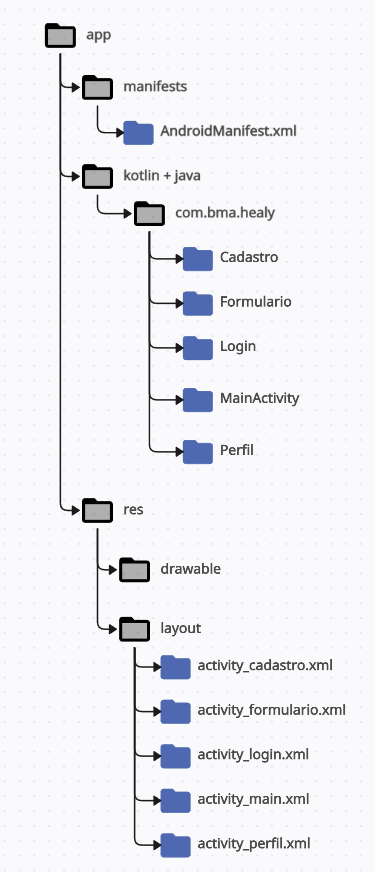 app
manifests
AndroidManifest.xml
kotlin + java
com.bma.healy
Cadastro
Formulario
Login
MainActivity
Perfil
res
drawable
layout
activity_cadastro.xml
activity_formulario.xml
activity_login.xml
activity_main.xml
activity_perfil.xml